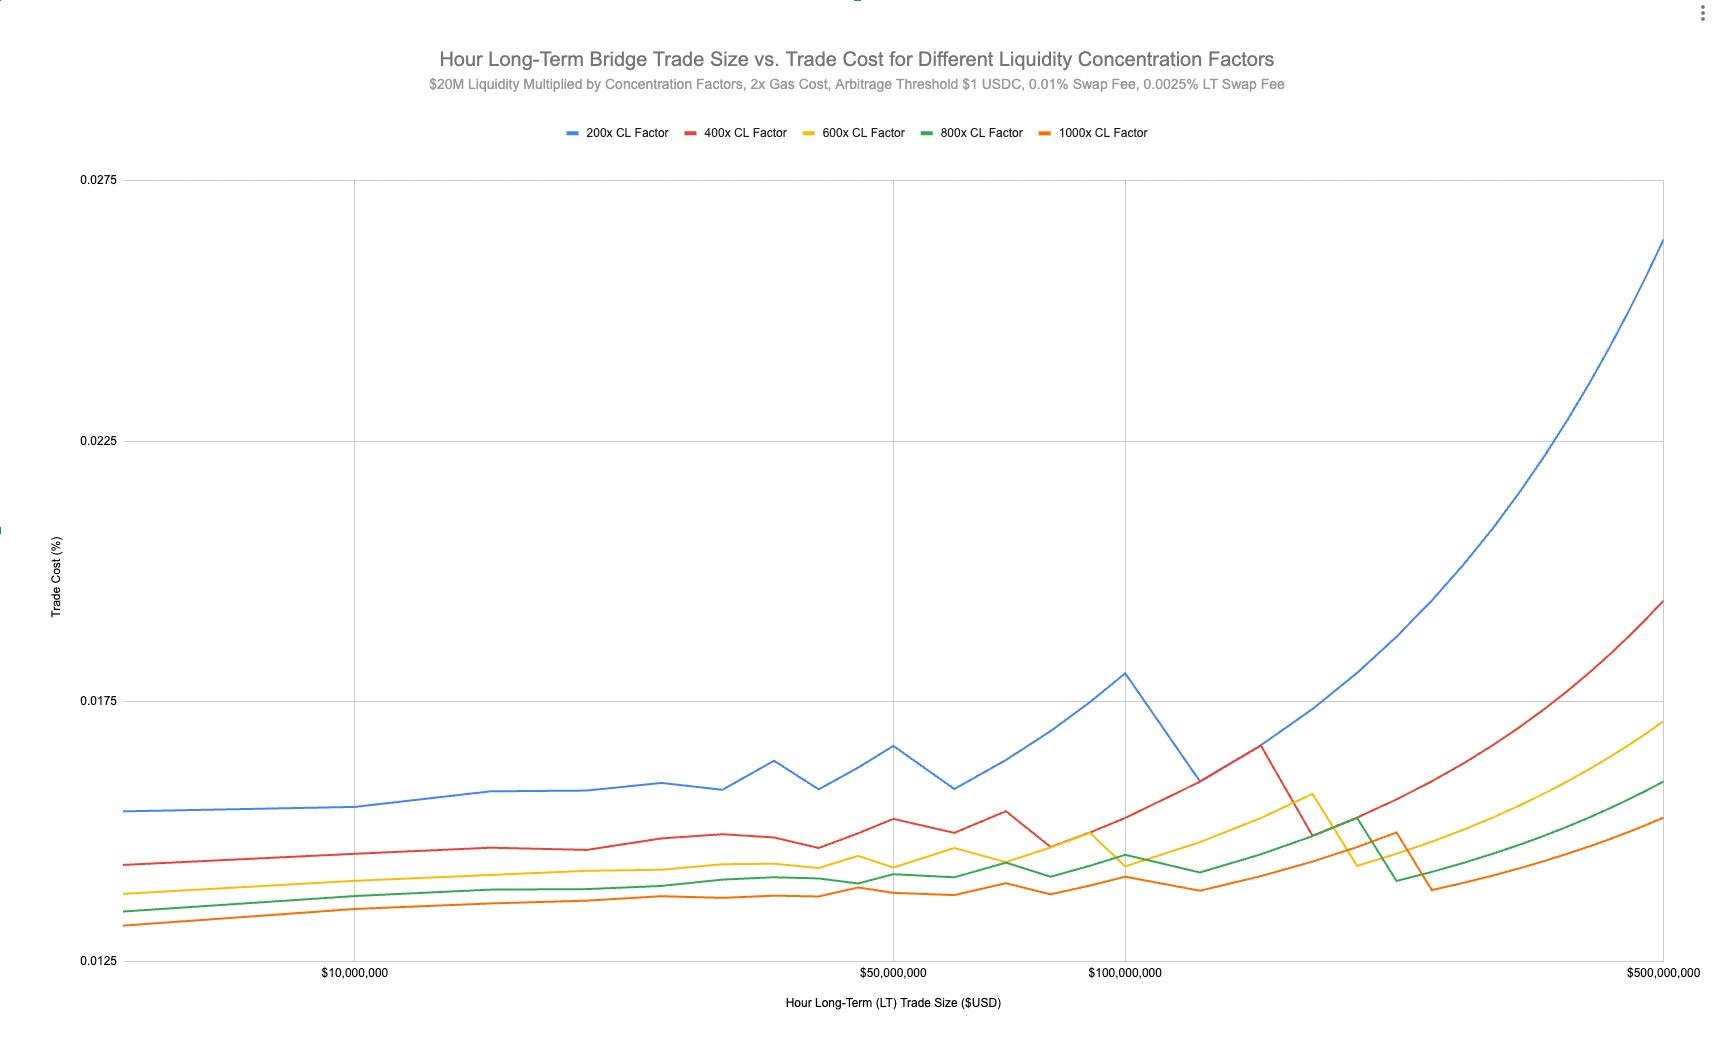 Hour Long-Term Bridge Trade Size vs. Trade Cost for Different Liquidity Concentration Factors
$20M Liquidity Multiplied by Concentration Factors, 2x Gas Cost, Arbitrage Threshold $1 USDC, 0.01% Swap Fee, 0.0025% LT Swap Fee
200x CL Factor 400x CL Factor 600x CL Factor 800x CL Factor 1000x CL Factor
0.0275
0.0225
0.0175
0.0125
Trade Cost (%)
$10,000,000 $50,000,000 $100,000,000 $500,000,000
Hour Long-Term (LT) Trade Size ($USD)